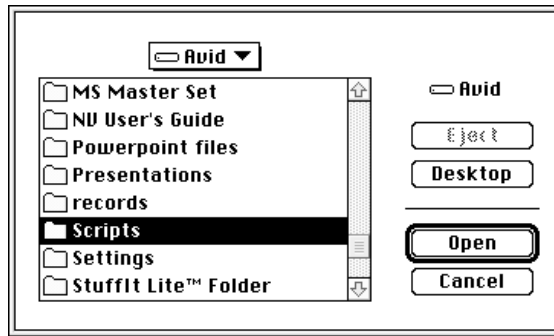 Avid
MS Master Set
NV User's Guide
Powerpoint files
Presentations
records
Scripts
Settings
StuffIt Lite™ Folder
Avid
Eject
Desktop
Open
Cancel